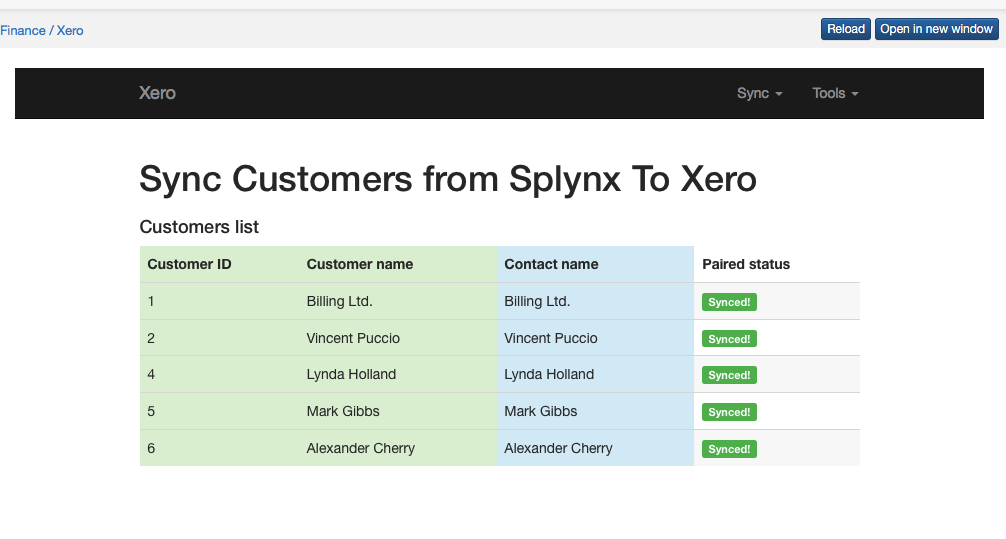 Finance / Xero Reload Open in new window
Xero Sync Tools
Sync Customers from Splynx To Xero
Customers list
Customer ID Customer name Contact name Paired status
1 Billing Ltd. Billing Ltd. Synced!
2 Vincent Puccio Vincent Puccio Synced!
4 Lynda Holland Lynda Holland Synced!
5 Mark Gibbs Mark Gibbs Synced!
6 Alexander Cherry Alexander Cherry Synced!